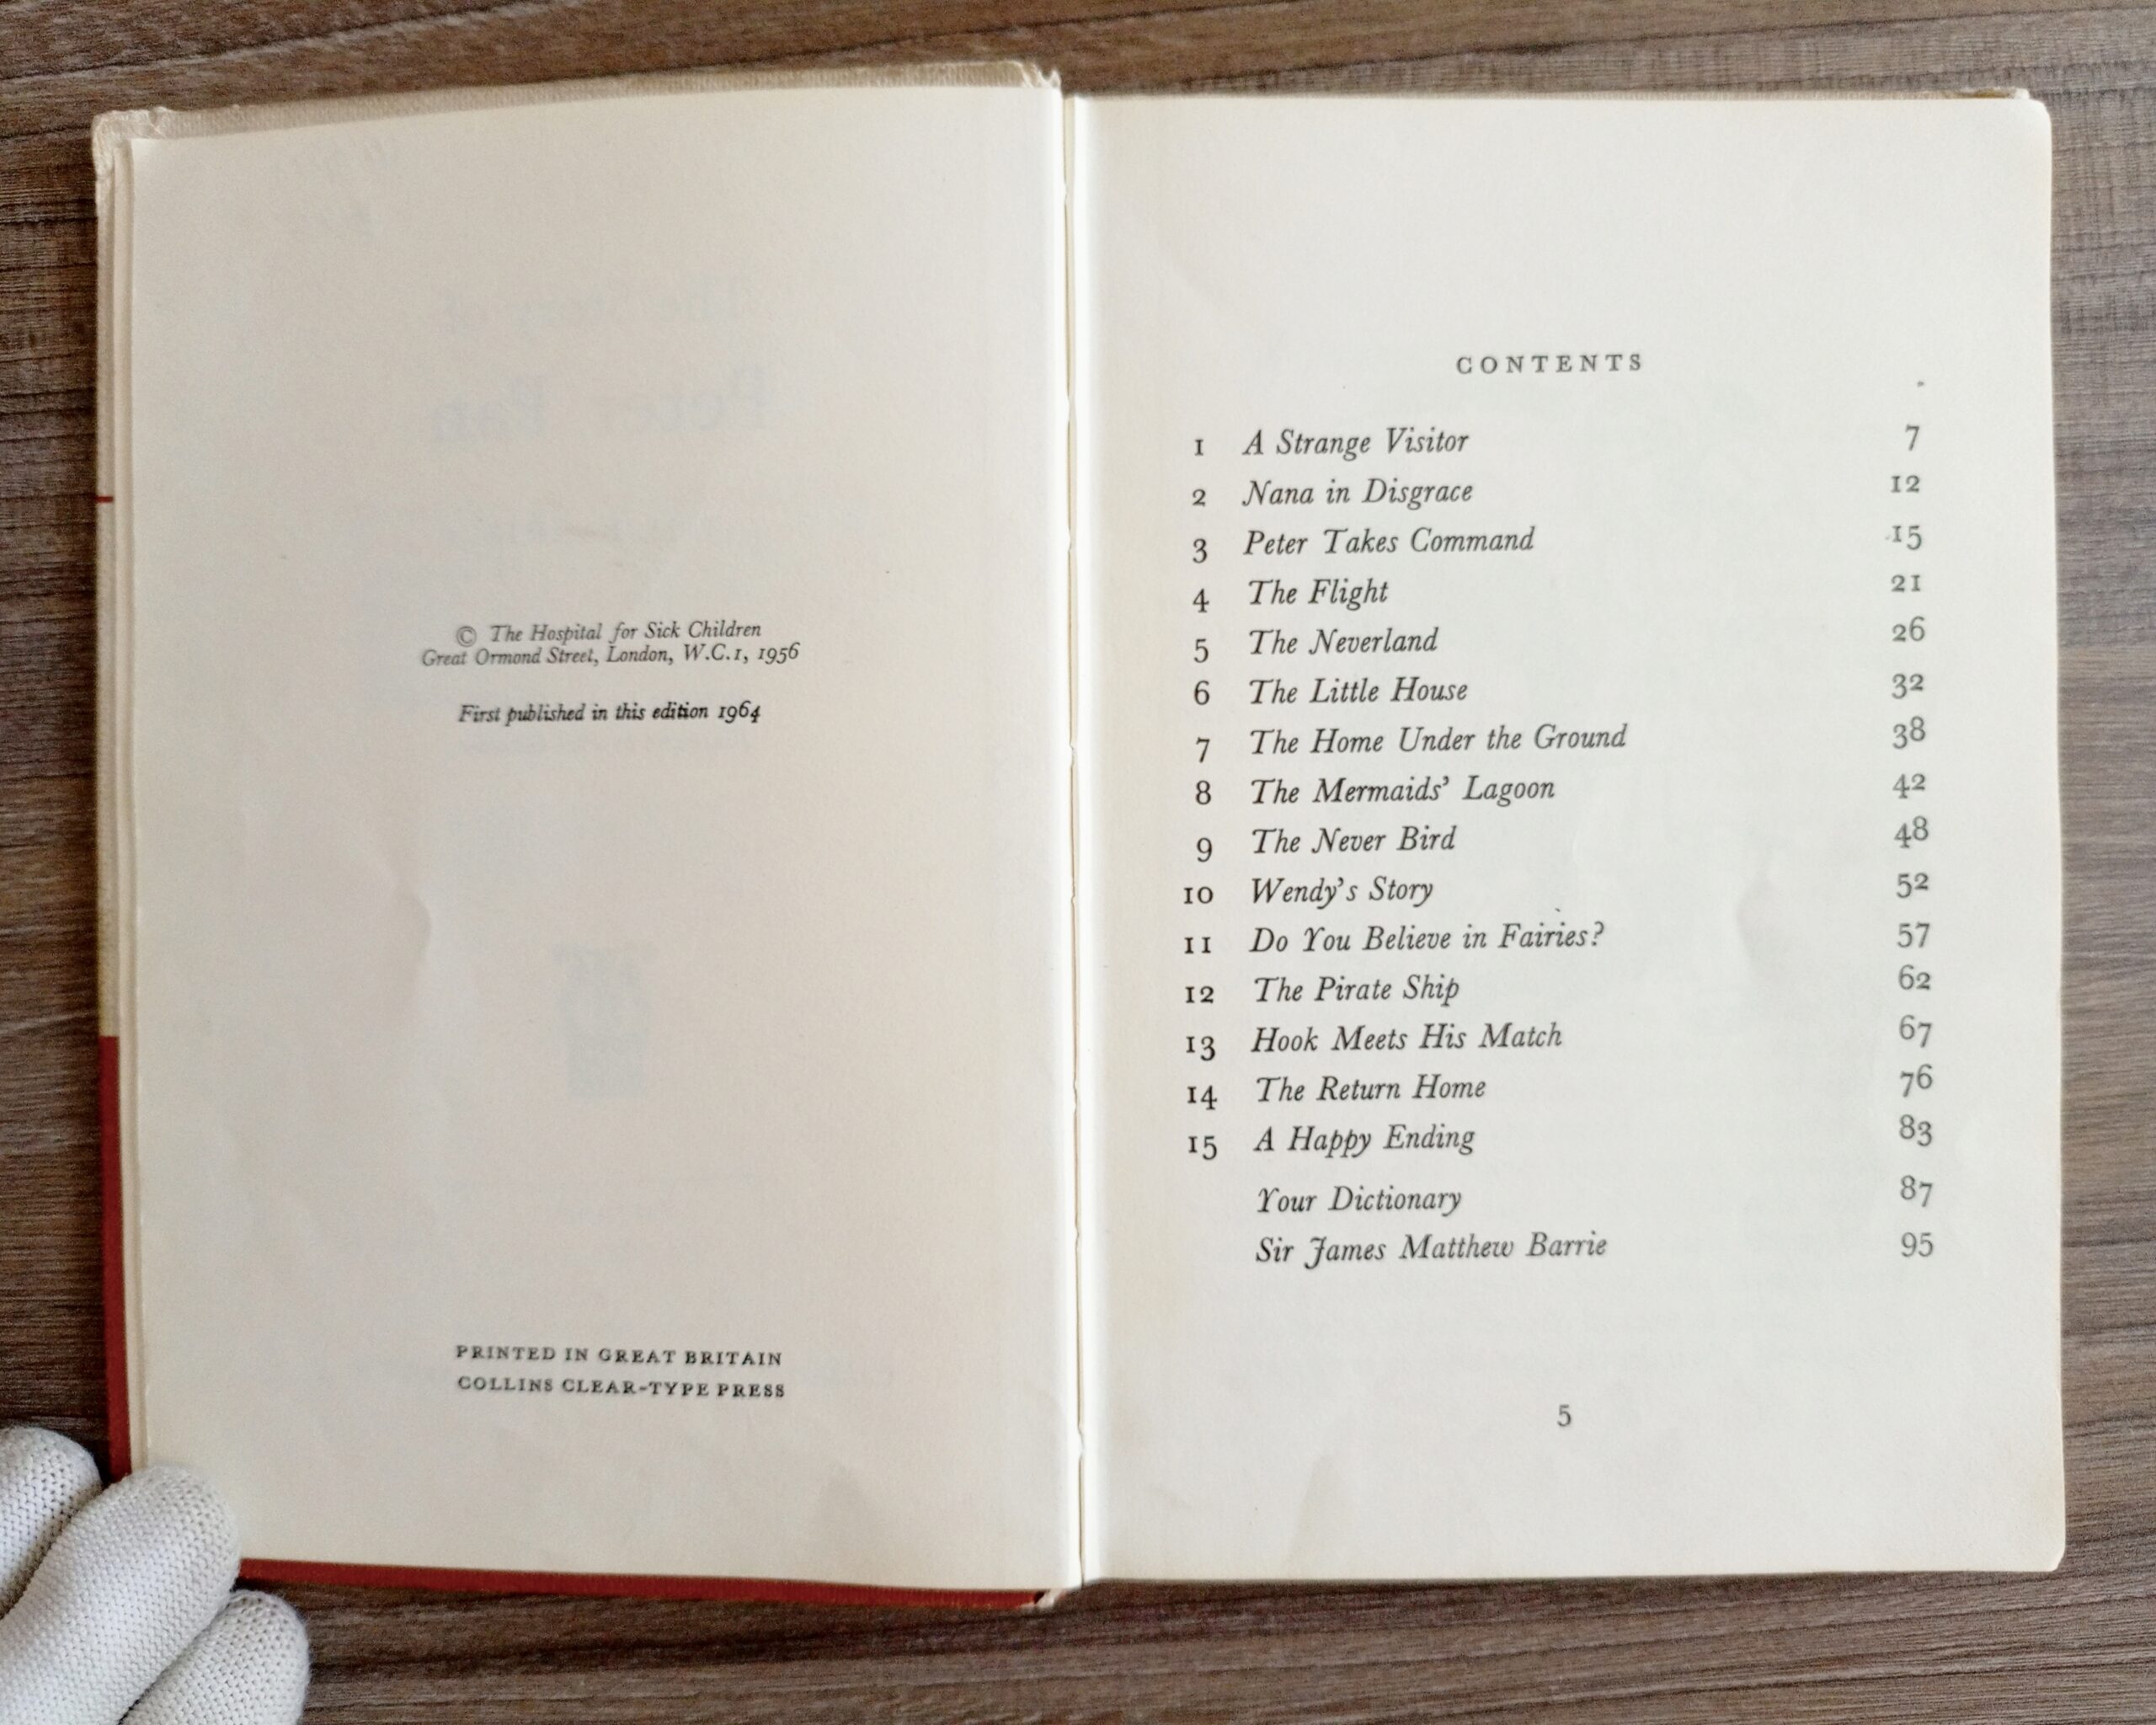 © The Hospital for Sick Children
Great Ormond Street, London, W.C.1, 1956
First published in this edition 1964
PRINTED IN GREAT BRITAIN
COLLINS CLEAR-TYPE PRESS
CONTENTS
1 A Strange Visitor 7
2 Nana in Disgrace 12
3 Peter Takes Command 15
4 The Flight 21
5 The Neverland 26
6 The Little House 32
7 The Home Under the Ground 38
8 The Mermaids' Lagoon 42
9 The Never Bird 48
10 Wendy's Story 52
11 Do You Believe in Fairies? 57
12 The Pirate Ship 62
13 Hook Meets His Match 67
14 The Return Home 76
15 A Happy Ending 83
Your Dictionary 87
Sir James Matthew Barrie 95
5